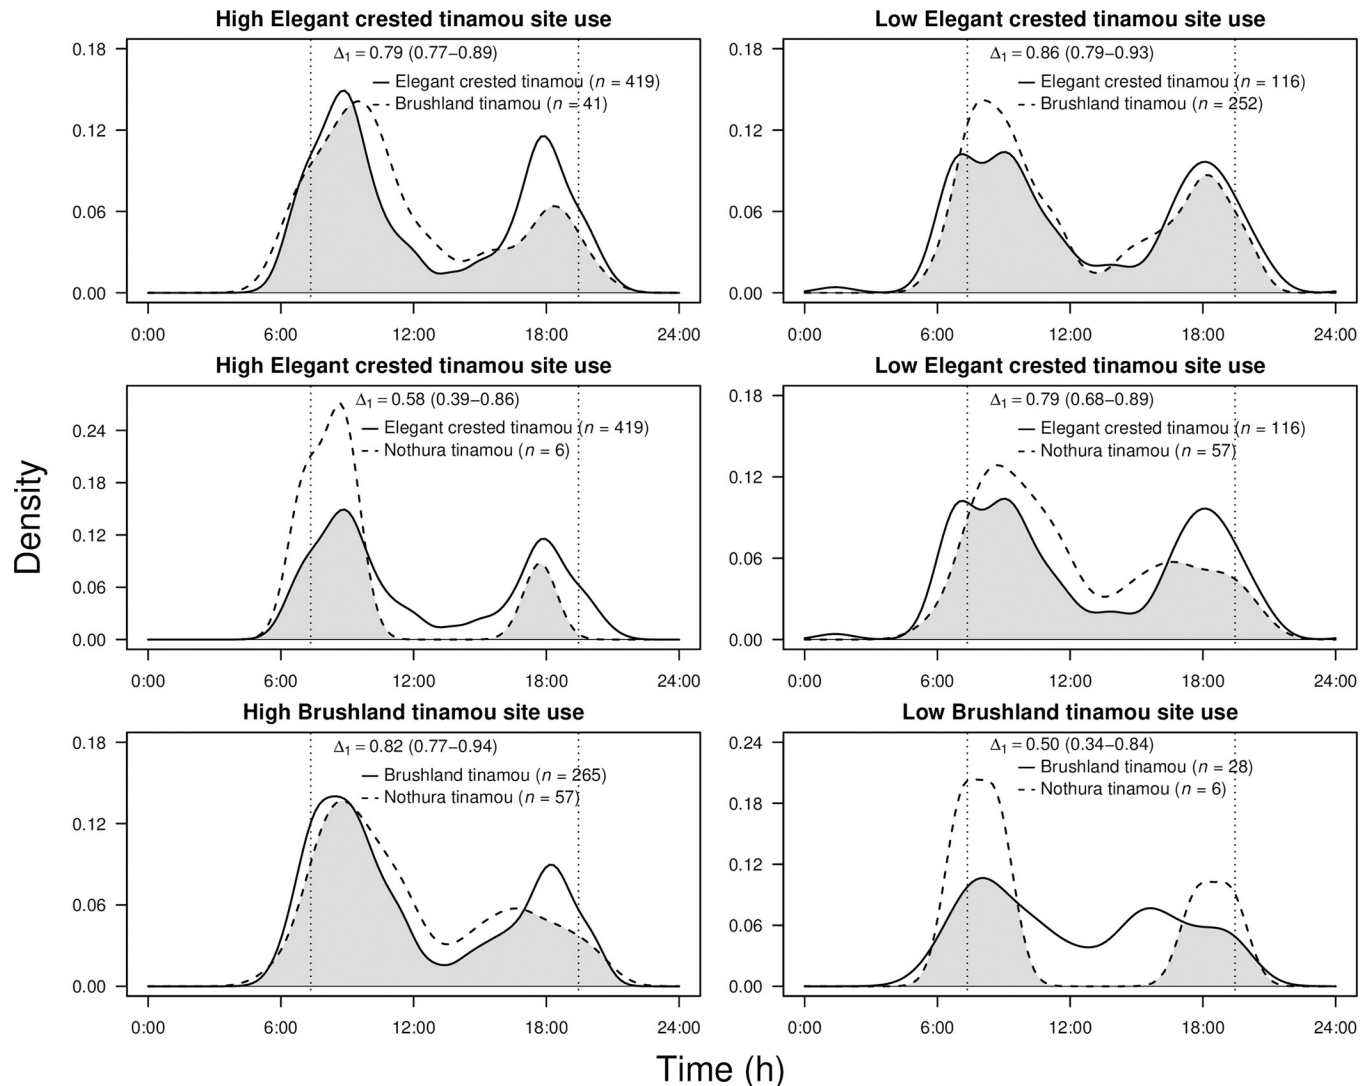 High Elegant crested tinamou site use
Δ1 = 0.79 (0.77−0.89)
Elegant crested tinamou (n = 419)
Brushland tinamou (n = 41)
0.18
0.12
0.06
0.00
0:00 6:00 12:00 18:00 24:00
Low Elegant crested tinamou site use
Δ1 = 0.86 (0.79−0.93)
Elegant crested tinamou (n = 116)
Brushland tinamou (n = 252)
0.18
0.12
0.06
0.00
0:00 6:00 12:00 18:00 24:00
High Elegant crested tinamou site use
Δ1 = 0.58 (0.39−0.86)
Elegant crested tinamou (n = 419)
Nothura tinamou (n = 6)
0.24
0.18
0.12
0.06
0.00
0:00 6:00 12:00 18:00 24:00
Low Elegant crested tinamou site use
Δ1 = 0.79 (0.68−0.89)
Elegant crested tinamou (n = 116)
Nothura tinamou (n = 57)
0.18
0.12
0.06
0.00
0:00 6:00 12:00 18:00 24:00
High Brushland tinamou site use
Δ1 = 0.82 (0.77−0.94)
Brushland tinamou (n = 265)
Nothura tinamou (n = 57)
0.18
0.12
0.06
0.00
0:00 6:00 12:00 18:00 24:00
Low Brushland tinamou site use
Δ1 = 0.50 (0.34−0.84)
Brushland tinamou (n = 28)
Nothura tinamou (n = 6)
0.24
0.18
0.12
0.06
0.00
0:00 6:00 12:00 18:00 24:00
Density
Time (h)